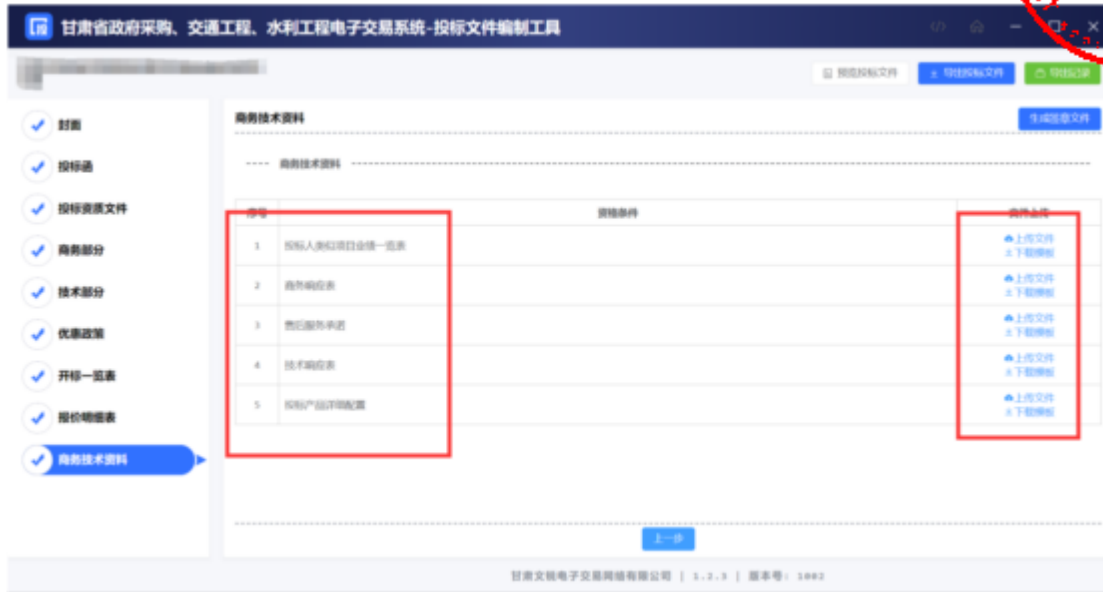 甘肃省政府采购、交通工程、水利工程电子交易系统-投标文件编制工具
预览投标文件 导出投标文件 导出记录
封面
投标函
投标资质文件
商务部分
技术部分
优惠政策
开标一览表
报价明细表
商务技术资料
商务技术资料 生成签章文件
商务技术资料
序号 资格条件 文件上传
1 投标人类似项目业绩一览表 上传文件
下载模板
2 商务响应表 上传文件
下载模板
3 售后服务承诺 上传文件
下载模板
4 技术响应表 上传文件
下载模板
5 投标产品详细配置 上传文件
下载模板
上一步
甘肃文锐电子交易网络有限公司 | 1.2.3 | 版本号: 1002